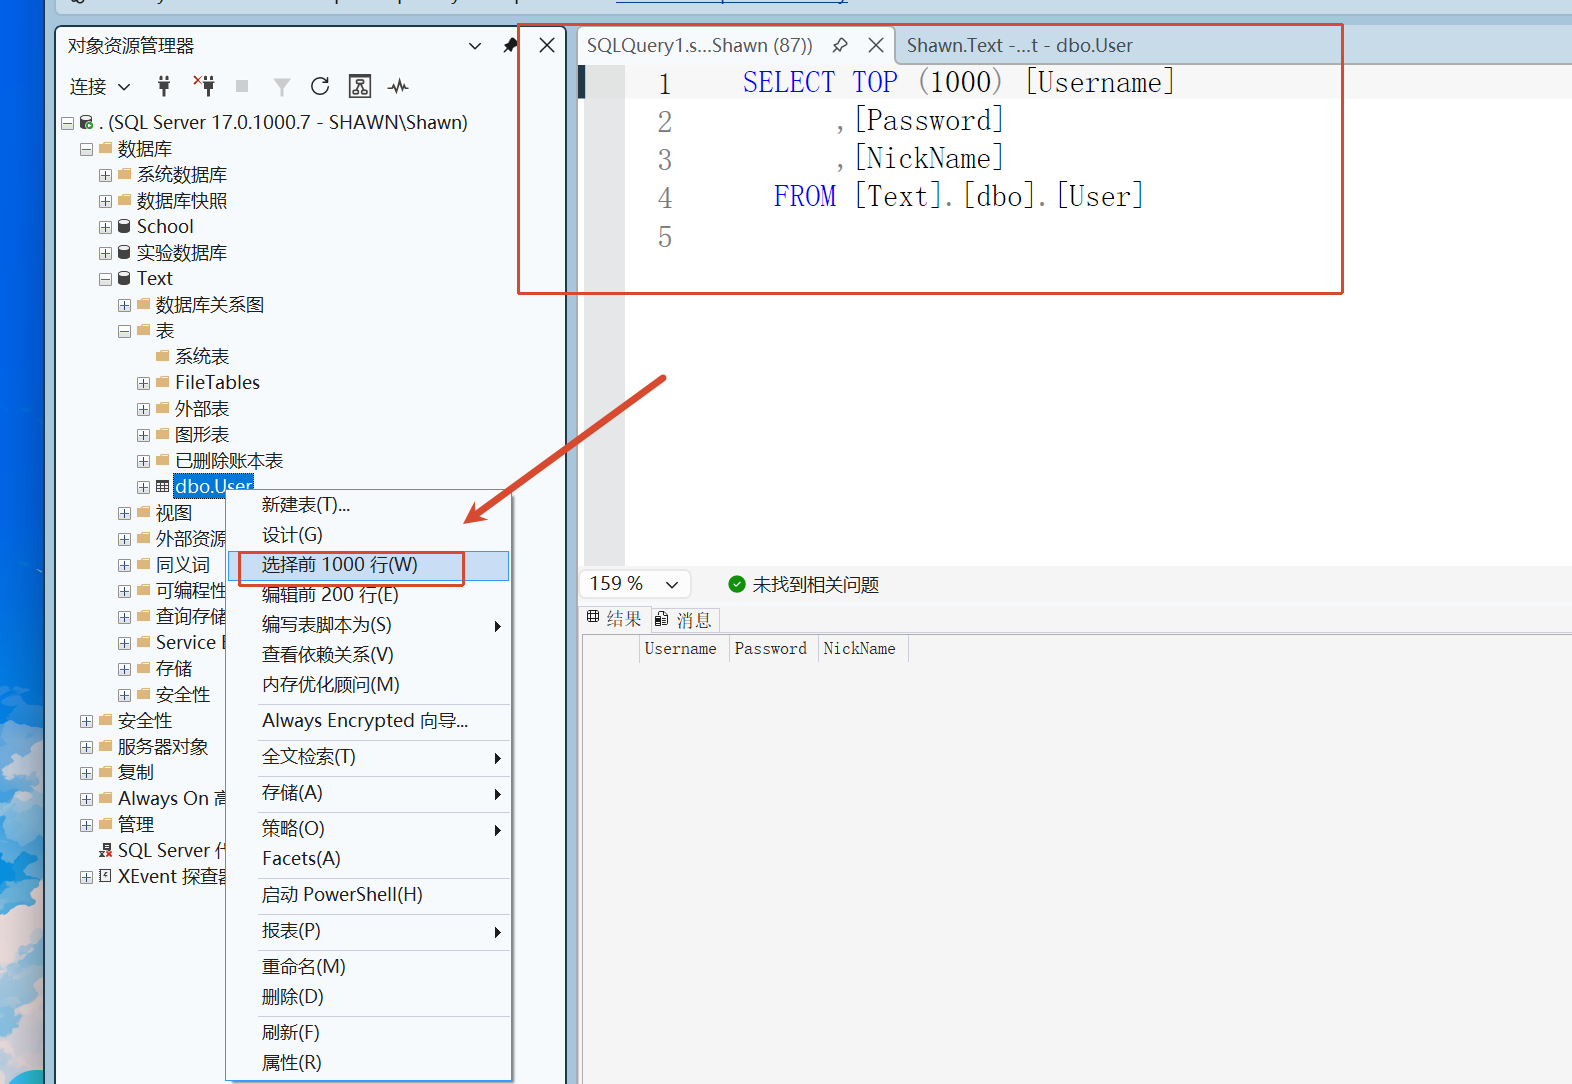 对象资源管理器
连接
. (SQL Server 17.0.1000.7 - SHAWN\Shawn)
数据库
系统数据库
数据库快照
School
实验数据库
Text
数据库关系图
表
系统表
FileTables
外部表
图形表
已删除账本表
dbo.User
视图
外部资源
同义词
可编程性
查询存储
Service
存储
安全性
安全性
服务器对象
复制
Always On 高
管理
SQL Server 代
XEvent 探查器
新建表(T)...
设计(G)
选择前 1000 行(W)
编辑前 200 行(E)
编写表脚本为(S)
查看依赖关系(V)
内存优化顾问(M)
Always Encrypted 向导...
全文检索(T)
存储(A)
策略(O)
Facets(A)
启动 PowerShell(H)
报表(P)
重命名(M)
删除(D)
刷新(F)
属性(R)
SQLQuery1.s...Shawn (87))
Shawn.Text -...t - dbo.User
1 SELECT TOP (1000) [Username]
2 ,[Password]
3 ,[NickName]
4 FROM [Text].[dbo].[User]
5
159 %
未找到相关问题
结果 消息
Username Password NickName